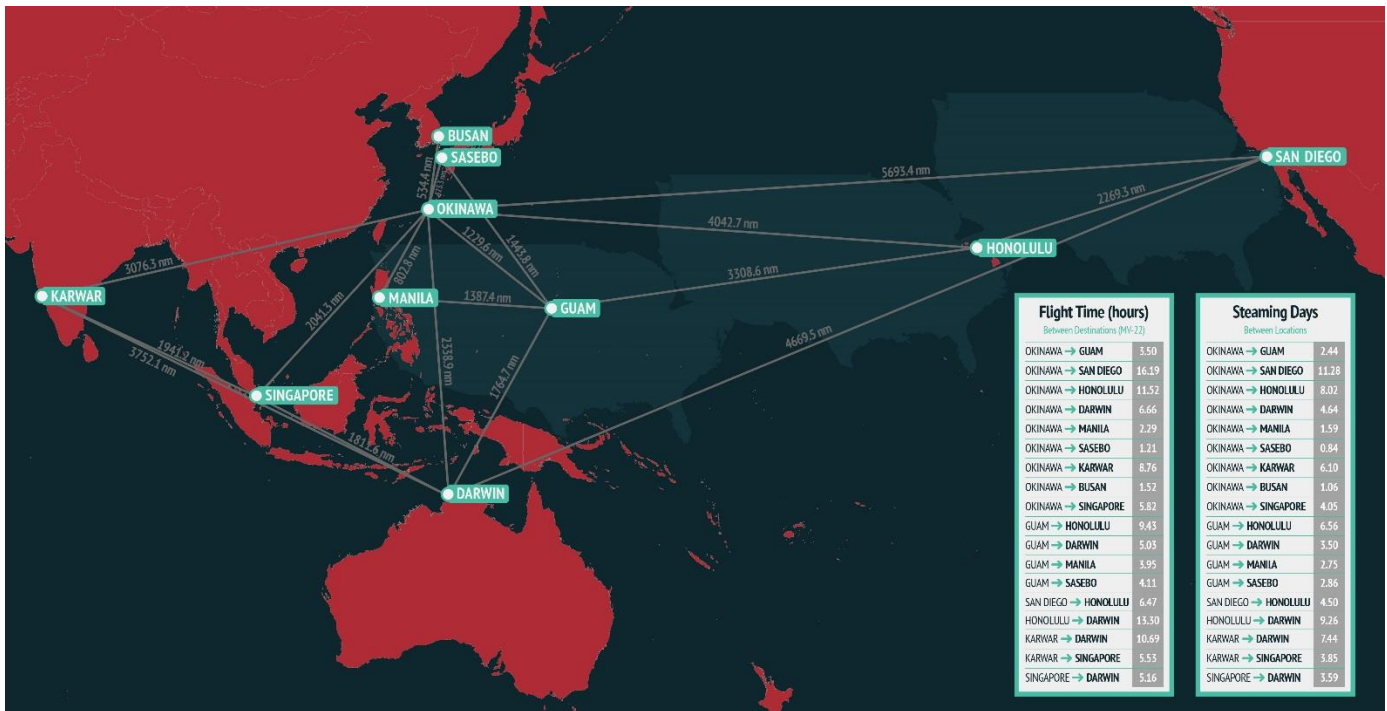 BUSAN
SASEBO
534.4 nm
OKINAWA
5693.4 nm
SAN DIEGO
2269.3 nm
4042.7 nm
HONOLULU
1229.6 nm
1443.8 nm
3076.3 nm
802.8 nm
3308.6 nm
KARWAR
MANILA
1387.4 nm
GUAM
2041.3 nm
1941.9 nm
3752.1 nm
2338.9 nm
1764.7 nm
4669.5 nm
SINGAPORE
1811.6 nm
DARWIN
Flight Time (hours)
Between Destinations (MV-22)
OKINAWA → GUAM 3.50
OKINAWA → SAN DIEGO 16.19
OKINAWA → HONOLULU 11.52
OKINAWA → DARWIN 6.66
OKINAWA → MANILA 2.29
OKINAWA → SASEBO 1.21
OKINAWA → KARWAR 8.76
OKINAWA → BUSAN 1.52
OKINAWA → SINGAPORE 5.82
GUAM → HONOLULU 9.43
GUAM → DARWIN 5.03
GUAM → MANILA 3.95
GUAM → SASEBO 4.11
SAN DIEGO → HONOLULU 6.47
HONOLULU → DARWIN 13.30
KARWAR → DARWIN 10.69
KARWAR → SINGAPORE 5.53
SINGAPORE → DARWIN 5.16
Steaming Days
Between Locations
OKINAWA → GUAM 2.44
OKINAWA → SAN DIEGO 11.28
OKINAWA → HONOLULU 8.02
OKINAWA → DARWIN 4.64
OKINAWA → MANILA 1.59
OKINAWA → SASEBO 0.84
OKINAWA → KARWAR 6.10
OKINAWA → BUSAN 1.06
OKINAWA → SINGAPORE 4.05
GUAM → HONOLULU 6.56
GUAM → DARWIN 3.50
GUAM → MANILA 2.75
GUAM → SASEBO 2.86
SAN DIEGO → HONOLULU 4.50
HONOLULU → DARWIN 9.26
KARWAR → DARWIN 7.44
KARWAR → SINGAPORE 3.85
SINGAPORE → DARWIN 3.59